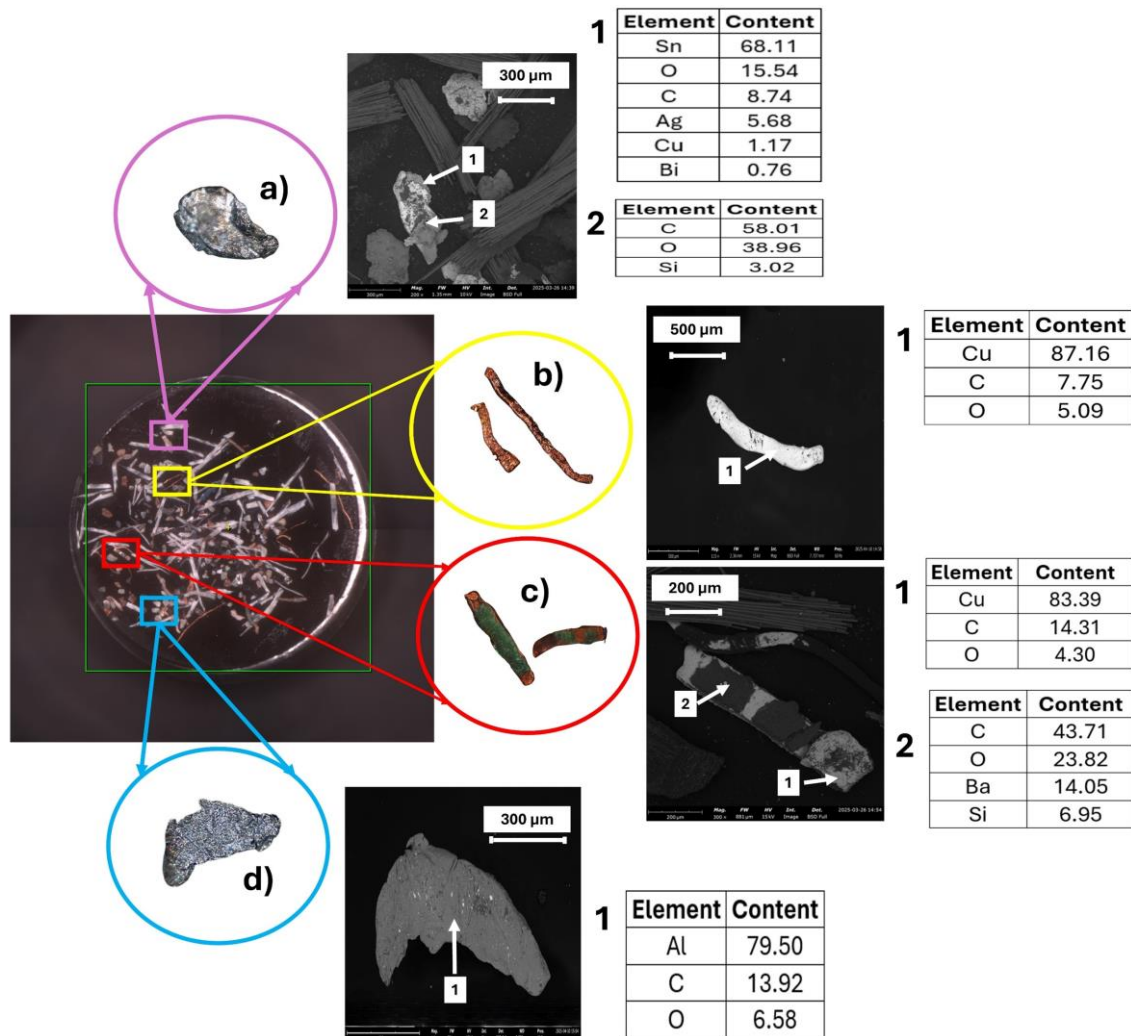 1
Element Content
Sn 68.11
O 15.54
C 8.74
Ag 5.68
Cu 1.17
Bi 0.76
300 µm
1
2
2
Element Content
C 58.01
O 38.96
Si 3.02
a)
500 µm
1
1
Element Content
Cu 87.16
C 7.75
O 5.09
b)
200 µm
2
1
1
Element Content
Cu 83.39
C 14.31
O 4.30
2
Element Content
C 43.71
O 23.82
Ba 14.05
Si 6.95
c)
300 µm
1
1
Element Content
Al 79.50
C 13.92
O 6.58
d)